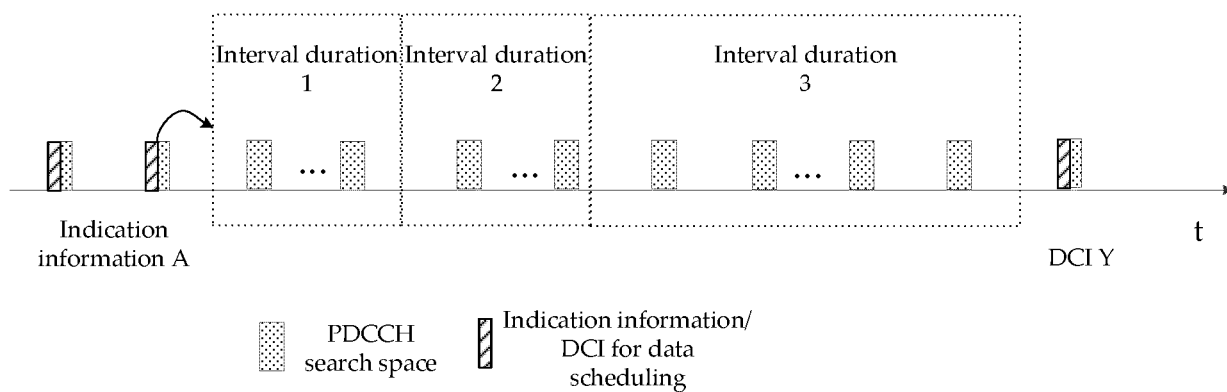 Interval duration
1
Interval duration
2
Interval duration
3
...
...
...
Indication
information A
DCI Y
t
PDCCH
search space
Indication information/
DCI for data
scheduling